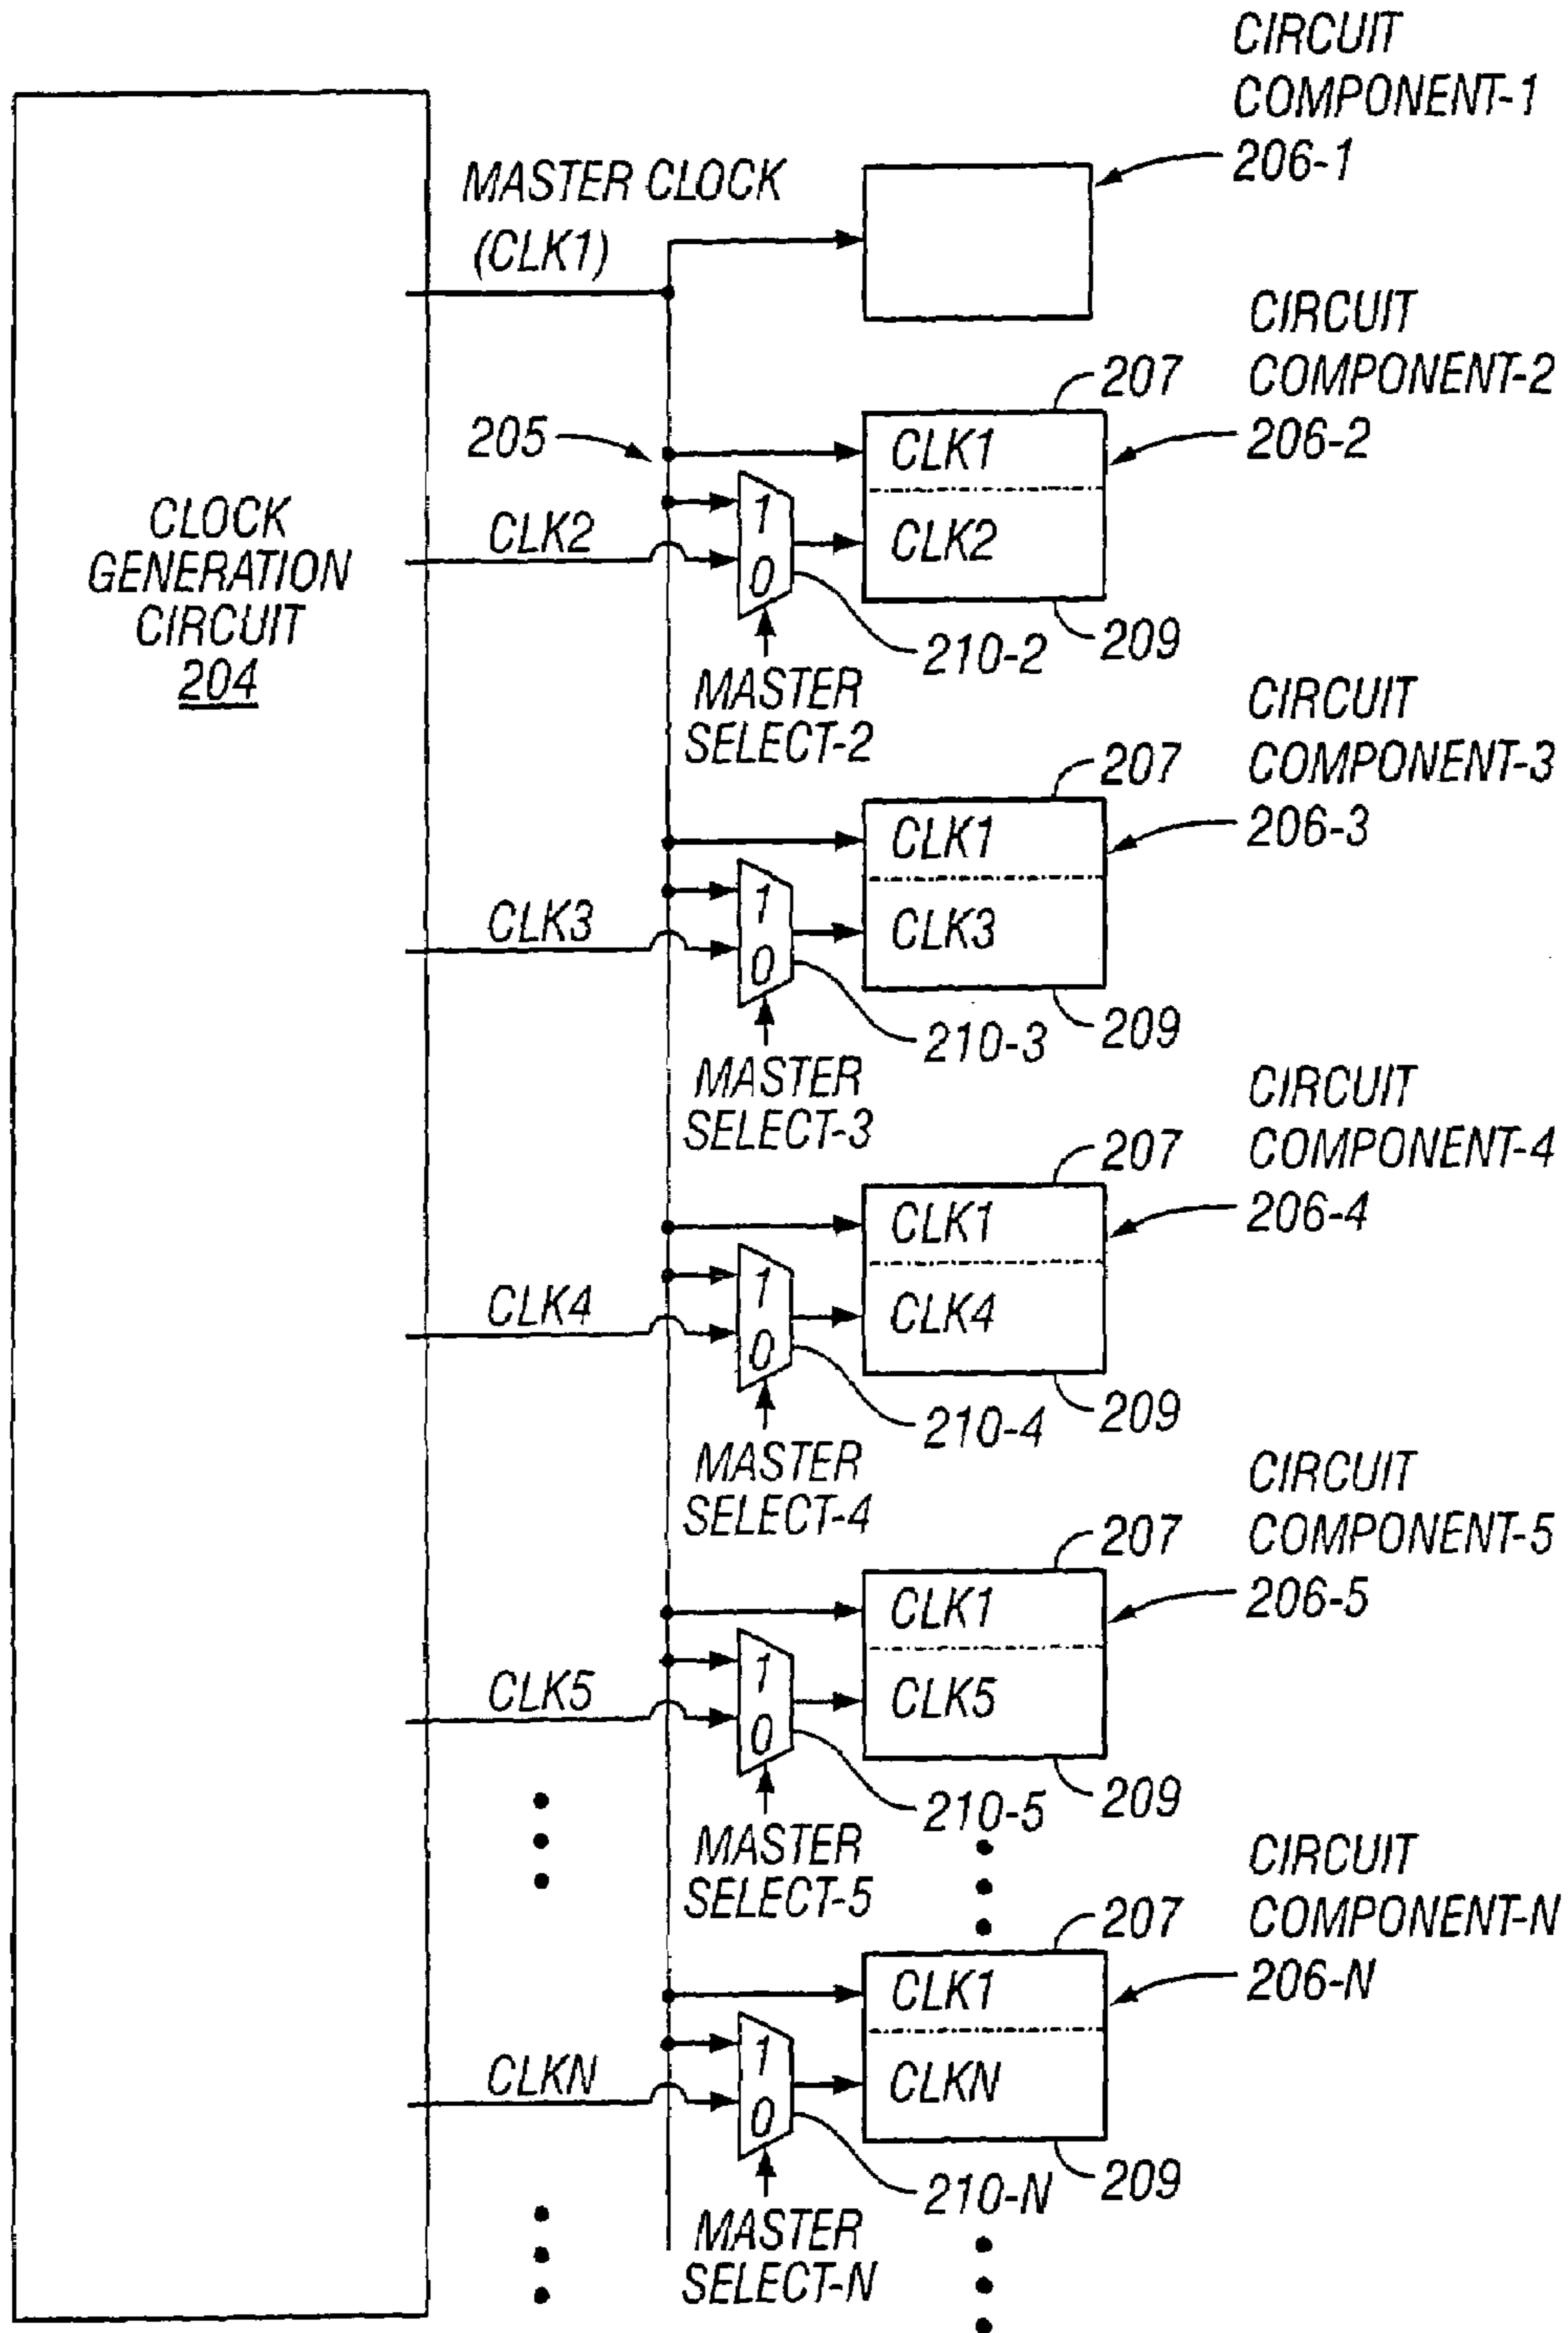 CIRCUIT
COMPONENT-1
206-1
MASTER CLOCK
(CLK1)
CIRCUIT
COMPONENT-2
206-2
207
205
CLK1
CLK2
1
0
CLK2
209
210-2
MASTER
SELECT-2
CLOCK
GENERATION
CIRCUIT
204
CIRCUIT
COMPONENT-3
206-3
207
CLK1
CLK3
1
0
CLK3
209
210-3
MASTER
SELECT-3
CIRCUIT
COMPONENT-4
206-4
207
CLK1
CLK4
1
0
CLK4
209
210-4
MASTER
SELECT-4
CIRCUIT
COMPONENT-5
206-5
207
CLK1
CLK5
1
0
CLK5
209
210-5
MASTER
SELECT-5
CIRCUIT
COMPONENT-N
206-N
207
CLK1
CLKN
1
0
CLKN
209
210-N
MASTER
SELECT-N